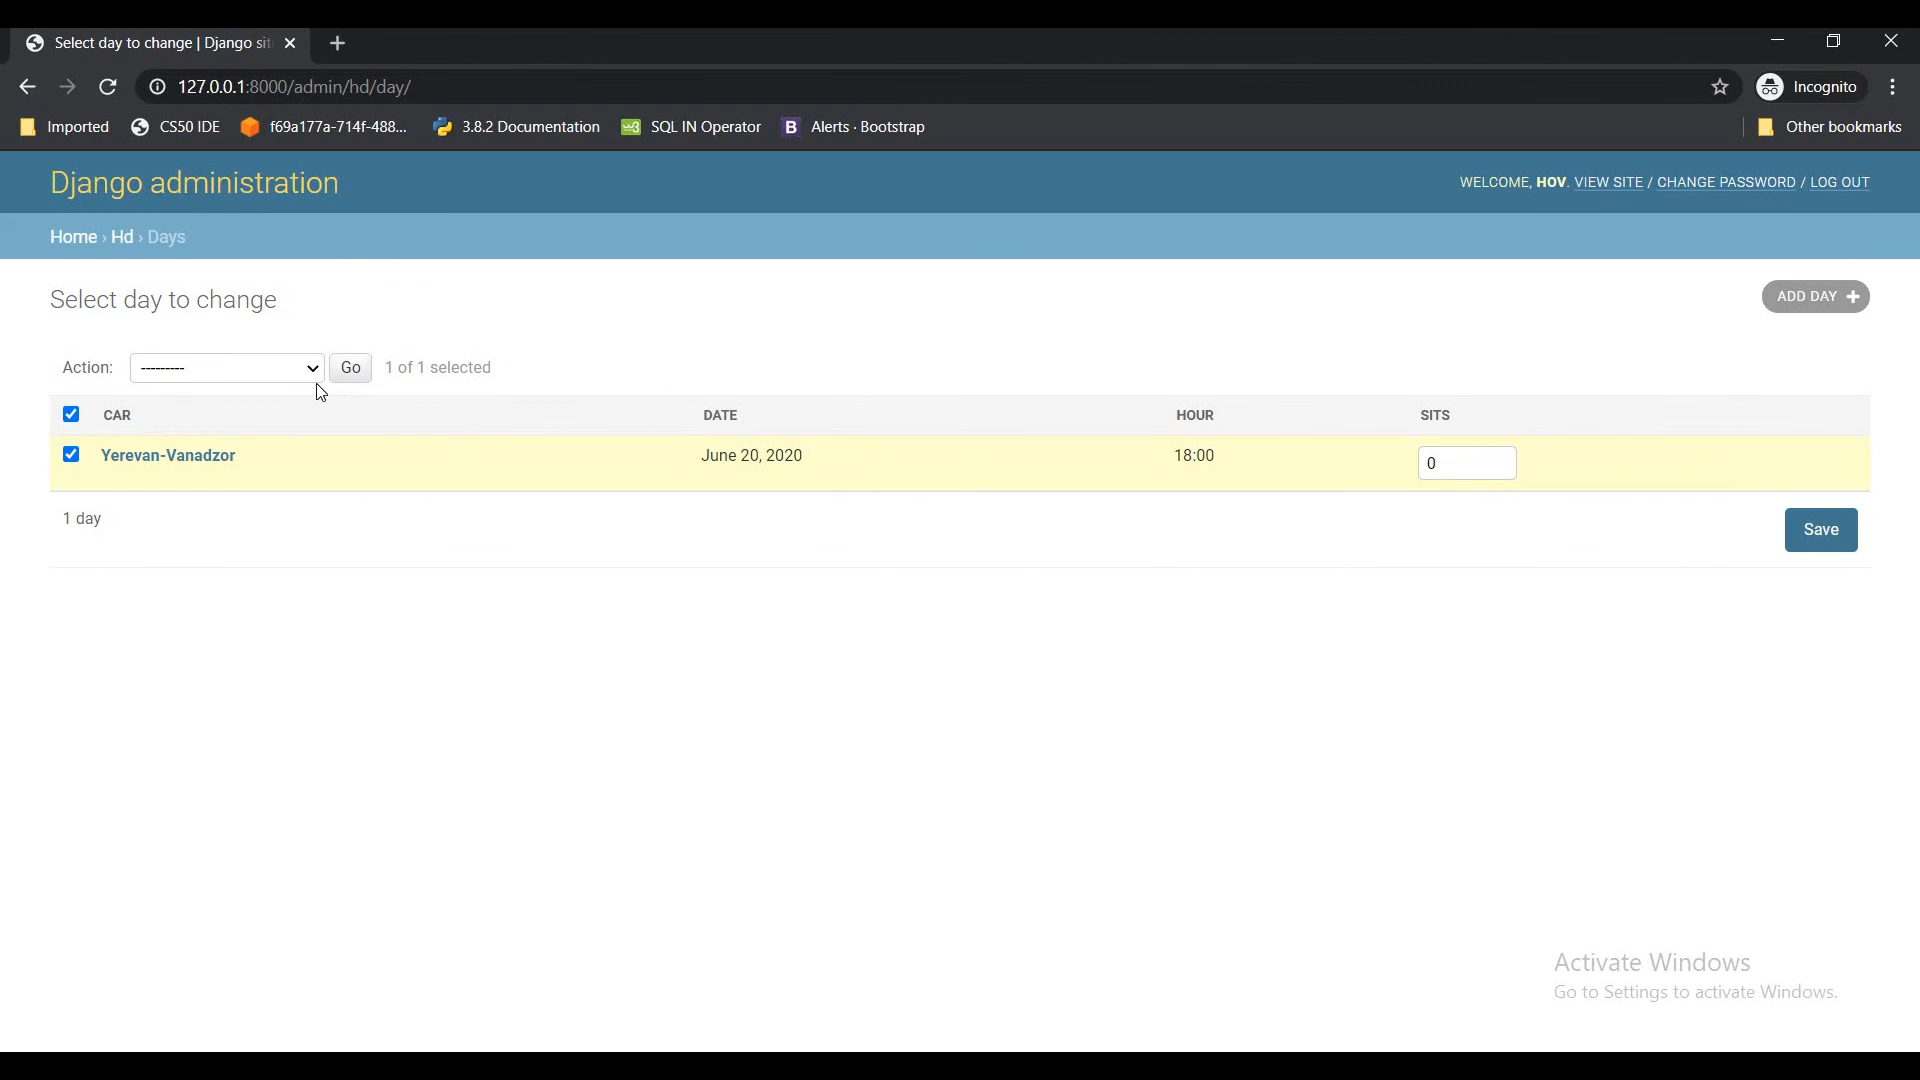 Select day to change | Django sit
127.0.0.1:8000/admin/hd/day/
Incognito
Imported CS50 IDE f69a177a-714f-488... 3.8.2 Documentation SQL IN Operator Alerts · Bootstrap Other bookmarks
Django administration
WELCOME, HOV. VIEW SITE / CHANGE PASSWORD / LOG OUT
Home › Hd › Days
Select day to change
ADD DAY +
Action: --------- Go 1 of 1 selected
CAR DATE HOUR SITS
Yerevan-Vanadzor June 20, 2020 18:00 0
1 day
Save
Activate Windows
Go to Settings to activate Windows.